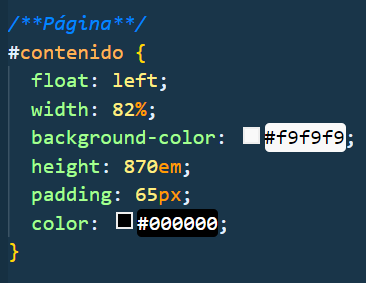 /**Página**/
#contenido {
float: left;
width: 82%;
background-color: #f9f9f9;
height: 870em;
padding: 65px;
color: #000000;
}